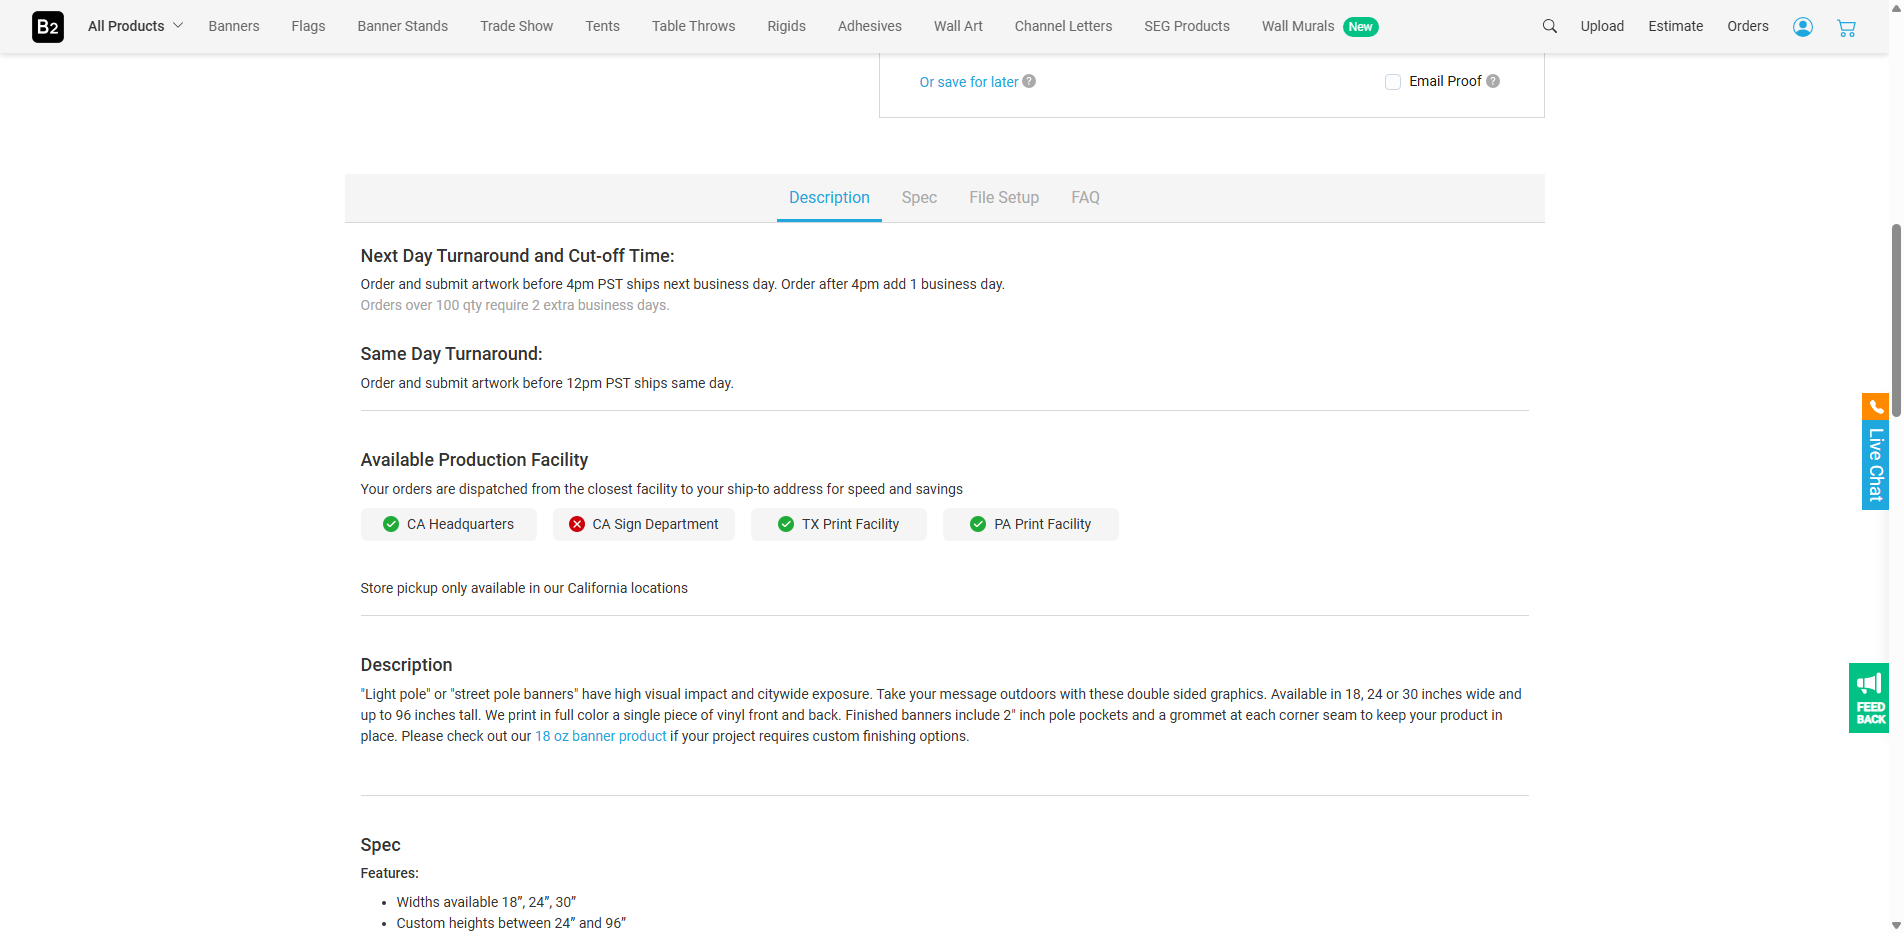 B2 All Products Banners Flags Banner Stands Trade Show Tents Table Throws Rigids Adhesives Wall Art Channel Letters SEG Products Wall Murals New Upload Estimate Orders
Or save for later ? Email Proof ?
Description Spec File Setup FAQ
Next Day Turnaround and Cut-off Time:
Order and submit artwork before 4pm PST ships next business day. Order after 4pm add 1 business day.
Orders over 100 qty require 2 extra business days.
Same Day Turnaround:
Order and submit artwork before 12pm PST ships same day.
Live Chat
Available Production Facility
Your orders are dispatched from the closest facility to your ship-to address for speed and savings
CA Headquarters CA Sign Department TX Print Facility PA Print Facility
Store pickup only available in our California locations
Description
"Light pole" or "street pole banners" have high visual impact and citywide exposure. Take your message outdoors with these double sided graphics. Available in 18, 24 or 30 inches wide and
up to 96 inches tall. We print in full color a single piece of vinyl front and back. Finished banners include 2" inch pole pockets and a grommet at each corner seam to keep your product in
place. Please check out our 18 oz banner product if your project requires custom finishing options.
FEED
BACK
Spec
Features:
• Widths available 18”, 24”, 30”
• Custom heights between 24” and 96”